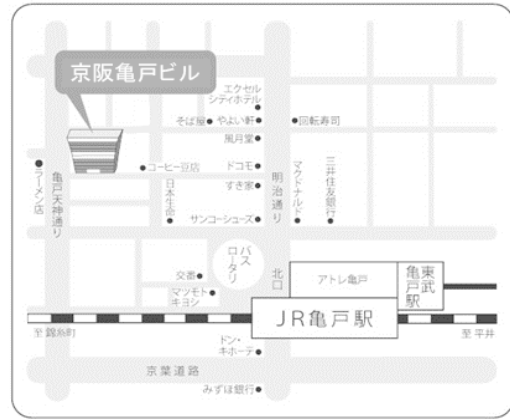 京阪亀戸ビル
エクセル
シティホテル
そば屋 やよい軒
回転寿司
風月堂
コーヒー豆店
ドコモ
すき家
サンコーシューズ
日本生命
ラーメン店
亀戸天神通り
明治通り
マクドナルド
三井住友銀行
バス
ロータリー
交番
マツモト
キヨシ
北口
アトレ亀戸
東武
亀戸駅
JR亀戸駅
至 錦糸町
至 平井
ドン・
キホーテ
京葉道路
みずほ銀行